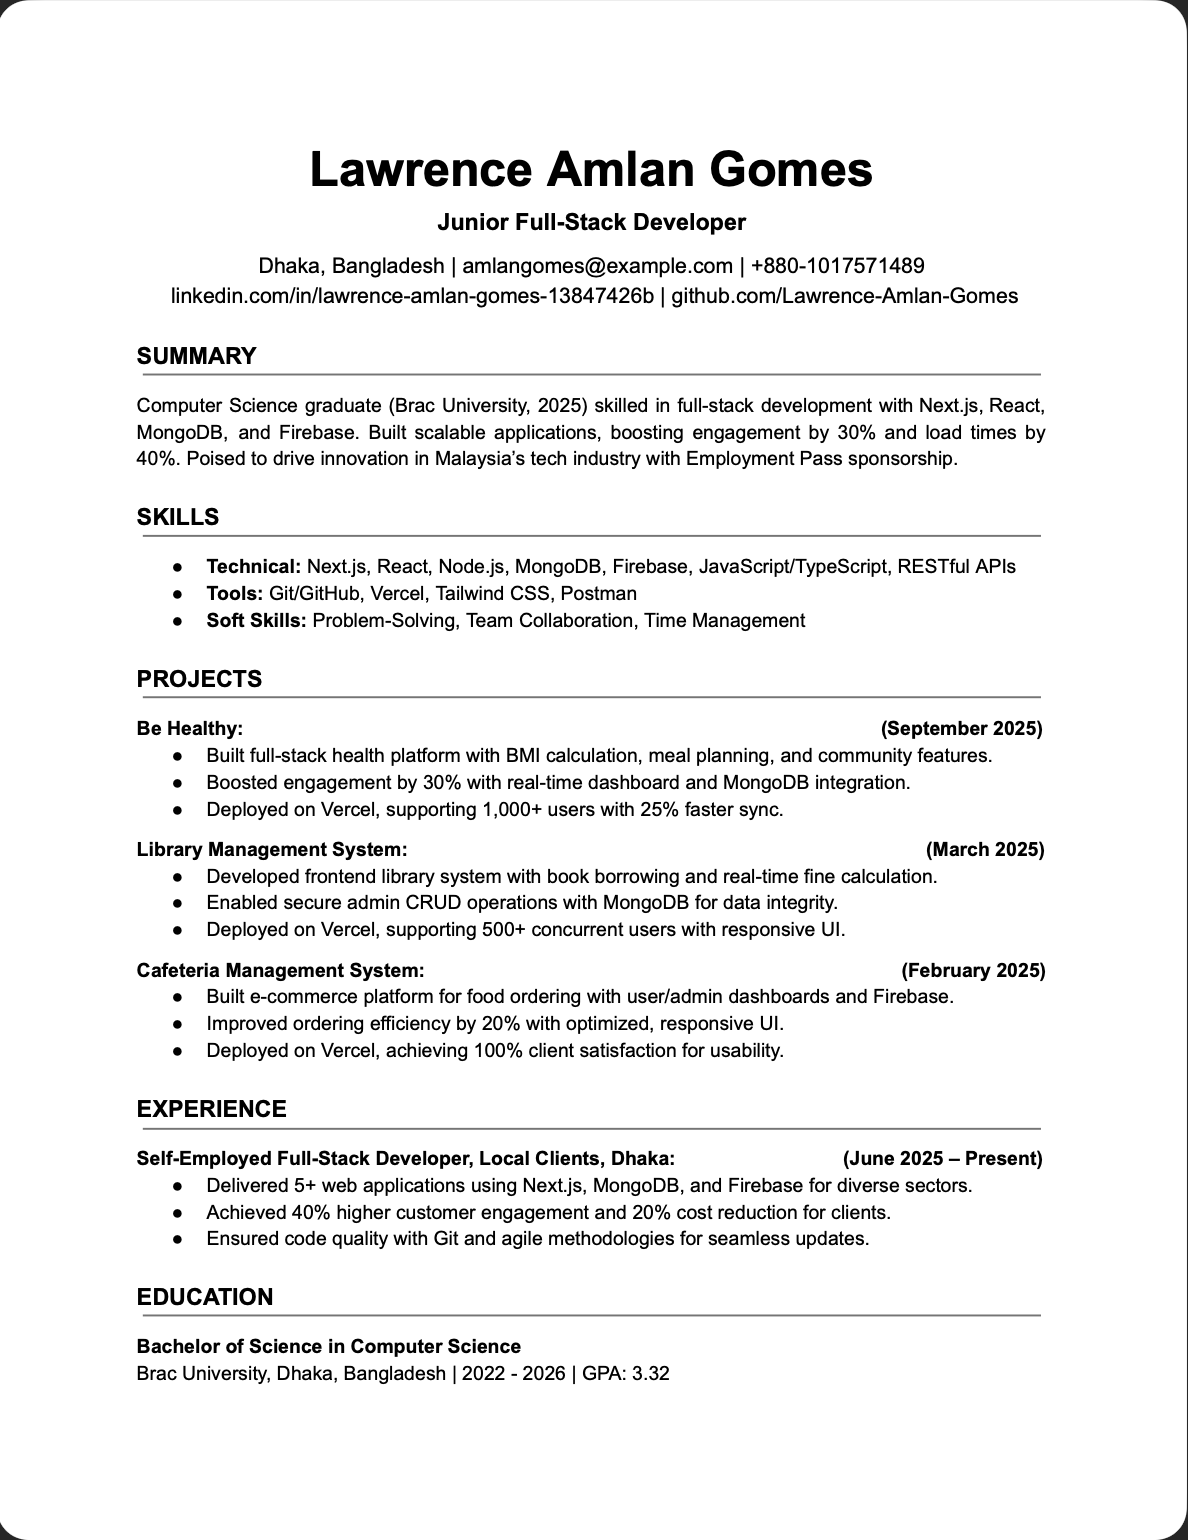 Lawrence Amlan Gomes
Junior Full-Stack Developer
Dhaka, Bangladesh | amlangomes@example.com | +880-1017571489
linkedin.com/in/lawrence-amlan-gomes-13847426b | github.com/Lawrence-Amlan-Gomes
SUMMARY
Computer Science graduate (Brac University, 2025) skilled in full-stack development with Next.js, React,
MongoDB, and Firebase. Built scalable applications, boosting engagement by 30% and load times by
40%. Poised to drive innovation in Malaysia’s tech industry with Employment Pass sponsorship.
SKILLS
● Technical: Next.js, React, Node.js, MongoDB, Firebase, JavaScript/TypeScript, RESTful APIs
● Tools: Git/GitHub, Vercel, Tailwind CSS, Postman
● Soft Skills: Problem-Solving, Team Collaboration, Time Management
PROJECTS
Be Healthy: (September 2025)
● Built full-stack health platform with BMI calculation, meal planning, and community features.
● Boosted engagement by 30% with real-time dashboard and MongoDB integration.
● Deployed on Vercel, supporting 1,000+ users with 25% faster sync.
Library Management System: (March 2025)
● Developed frontend library system with book borrowing and real-time fine calculation.
● Enabled secure admin CRUD operations with MongoDB for data integrity.
● Deployed on Vercel, supporting 500+ concurrent users with responsive UI.
Cafeteria Management System: (February 2025)
● Built e-commerce platform for food ordering with user/admin dashboards and Firebase.
● Improved ordering efficiency by 20% with optimized, responsive UI.
● Deployed on Vercel, achieving 100% client satisfaction for usability.
EXPERIENCE
Self-Employed Full-Stack Developer, Local Clients, Dhaka: (June 2025 – Present)
● Delivered 5+ web applications using Next.js, MongoDB, and Firebase for diverse sectors.
● Achieved 40% higher customer engagement and 20% cost reduction for clients.
● Ensured code quality with Git and agile methodologies for seamless updates.
EDUCATION
Bachelor of Science in Computer Science
Brac University, Dhaka, Bangladesh | 2022 - 2026 | GPA: 3.32